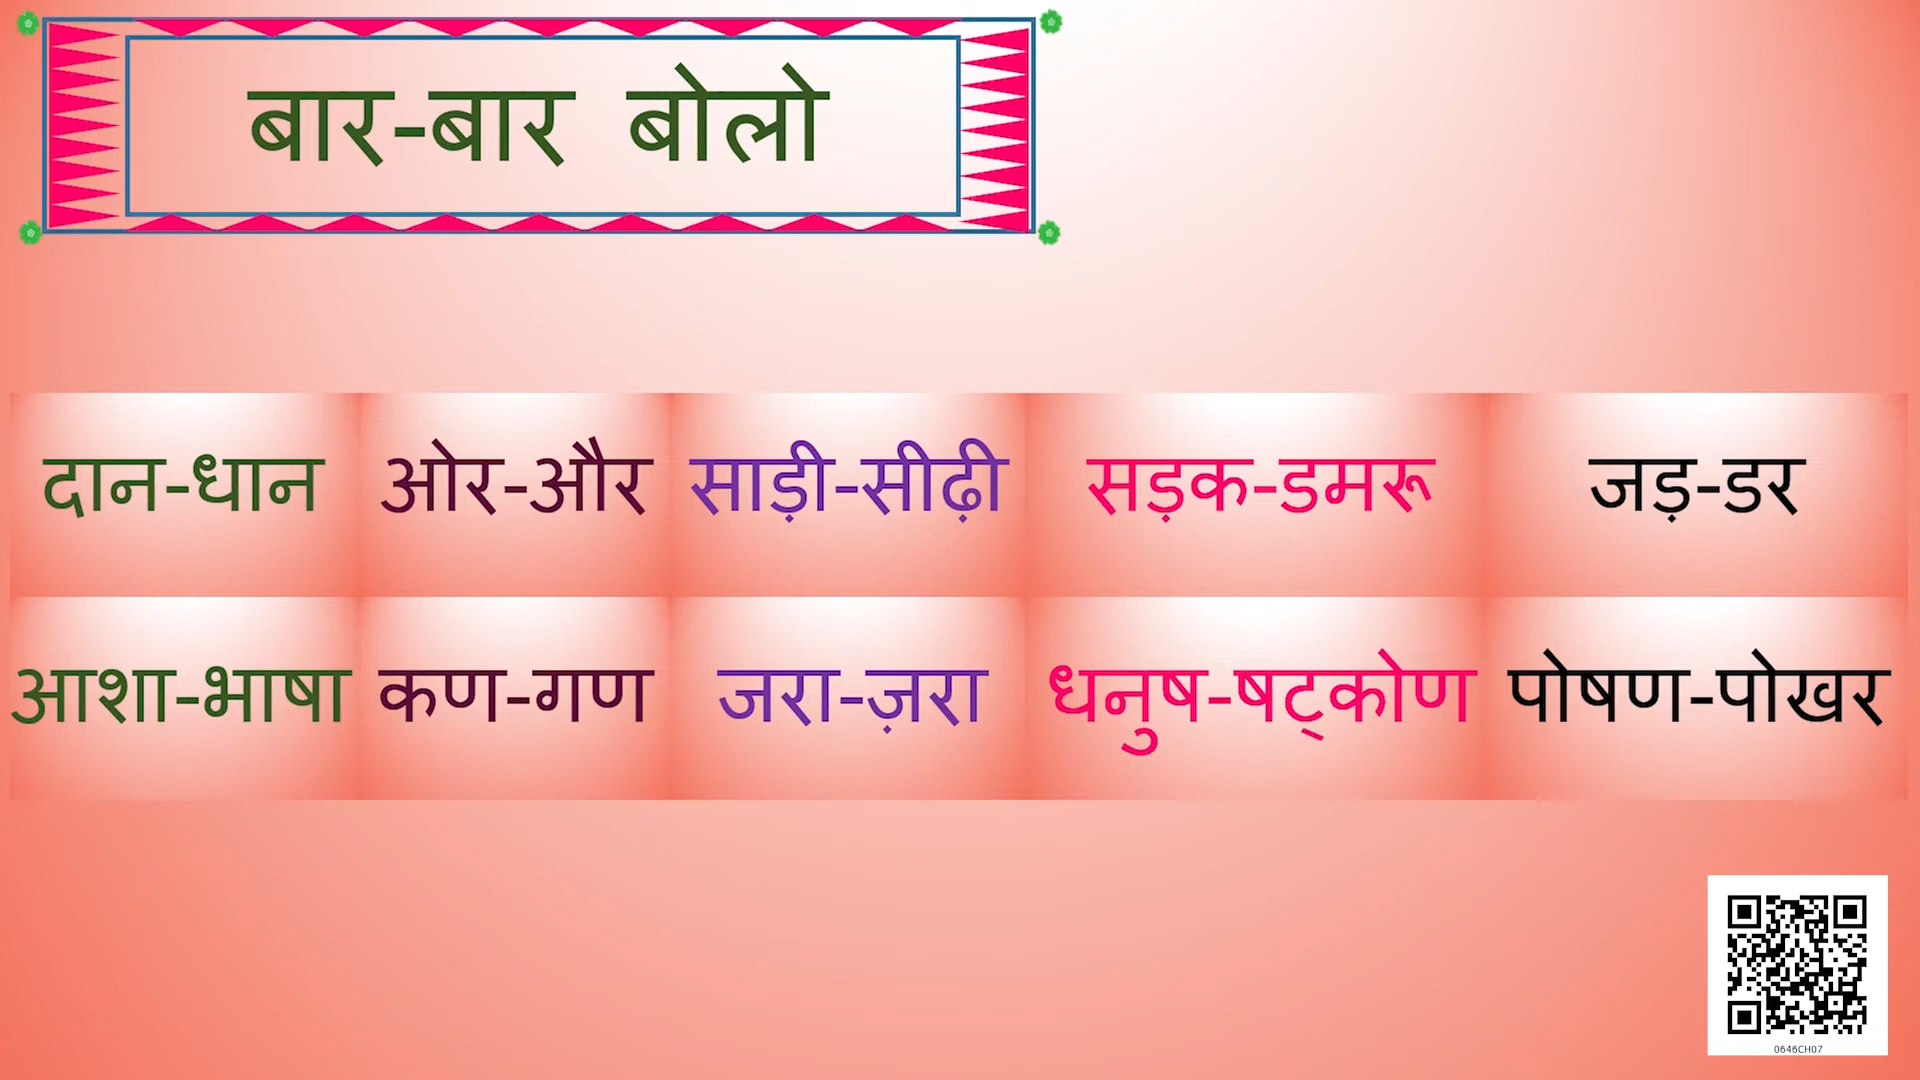 बार-बार बोलो
दान-धान ओर-और साड़ी-सीढ़ी सड़क-डमरू जड़-डर
आशा-भाषा कण-गण जरा-ज़रा धनुष-षट्कोण पोषण-पोखर
0646CH07